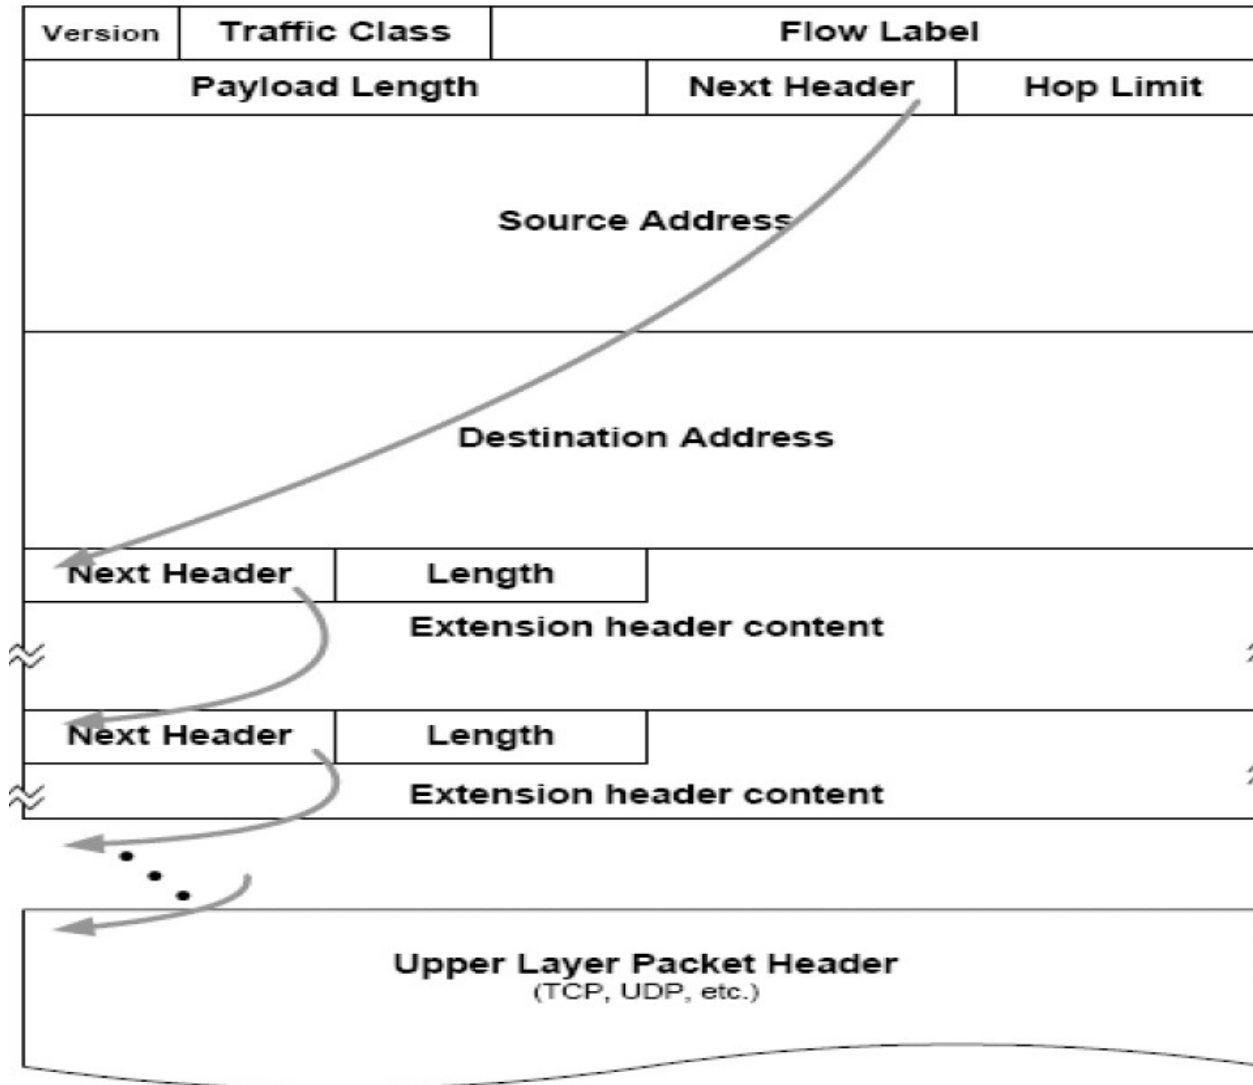 Version Traffic Class Flow Label
Payload Length Next Header Hop Limit
Source Address
Destination Address
Next Header Length
Extension header content
Next Header Length
Extension header content
Upper Layer Packet Header
(TCP, UDP, etc.)